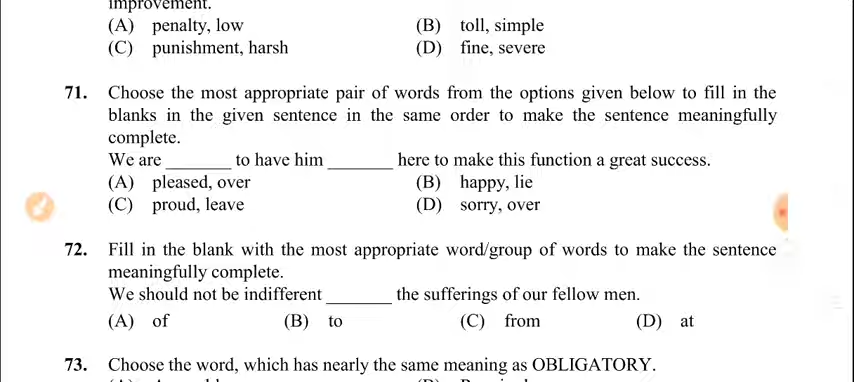 improvement.
(A) penalty, low (B) toll, simple
(C) punishment, harsh (D) fine, severe
71. Choose the most appropriate pair of words from the options given below to fill in the
blanks in the given sentence in the same order to make the sentence meaningfully
complete.
We are _______ to have him _______ here to make this function a great success.
(A) pleased, over (B) happy, lie
(C) proud, leave (D) sorry, over
72. Fill in the blank with the most appropriate word/group of words to make the sentence
meaningfully complete.
We should not be indifferent _______ the sufferings of our fellow men.
(A) of (B) to (C) from (D) at
73. Choose the word, which has nearly the same meaning as OBLIGATORY.